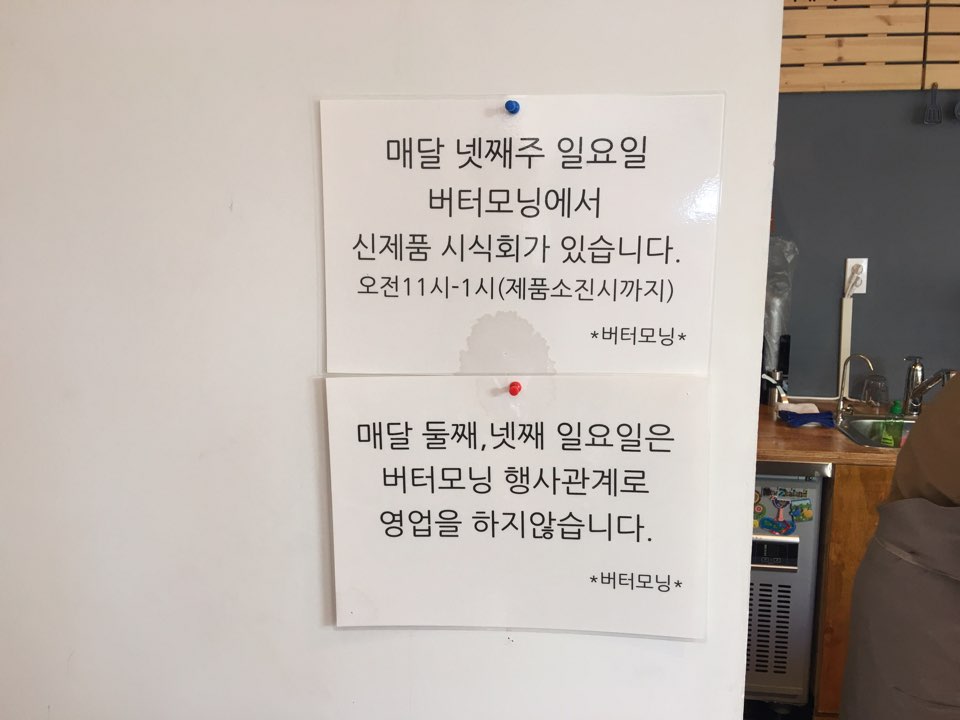 매달 넷째주 일요일
버터모닝에서
신제품 시식회가 있습니다.
오전11시-1시(제품소진시까지)
*버터모닝*
매달 둘째,넷째 일요일은
버터모닝 행사관계로
영업을 하지않습니다.
*버터모닝*
New Zealand